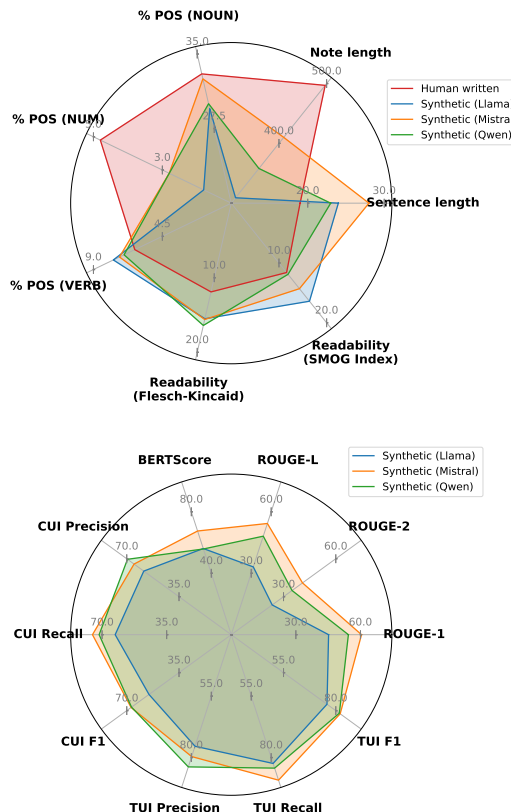 % POS (NOUN)
35.0
Note length
500.0
Human written
Synthetic (Llama
Synthetic (Mistra
Synthetic (Qwen)
% POS (NUM)
400.0
3.0
20.0
30.0
Sentence length
4.5
9.0
10.0
10.0
% POS (VERB)
20.0
20.0
Readability
(SMOG Index)
Readability
(Flesch-Kincaid)
Synthetic (Llama)
Synthetic (Mistral)
Synthetic (Qwen)
BERTScore
ROUGE-L
80.0
60.0
CUI Precision
ROUGE-2
70.0
60.0
40.0
30.0
35.0
30.0
CUI Recall
70.0
35.0
30.0
60.0
ROUGE-1
35.0
55.0
55.0
55.0
70.0
80.0
CUI F1
TUI F1
80.0
80.0
TUI Precision
TUI Recall